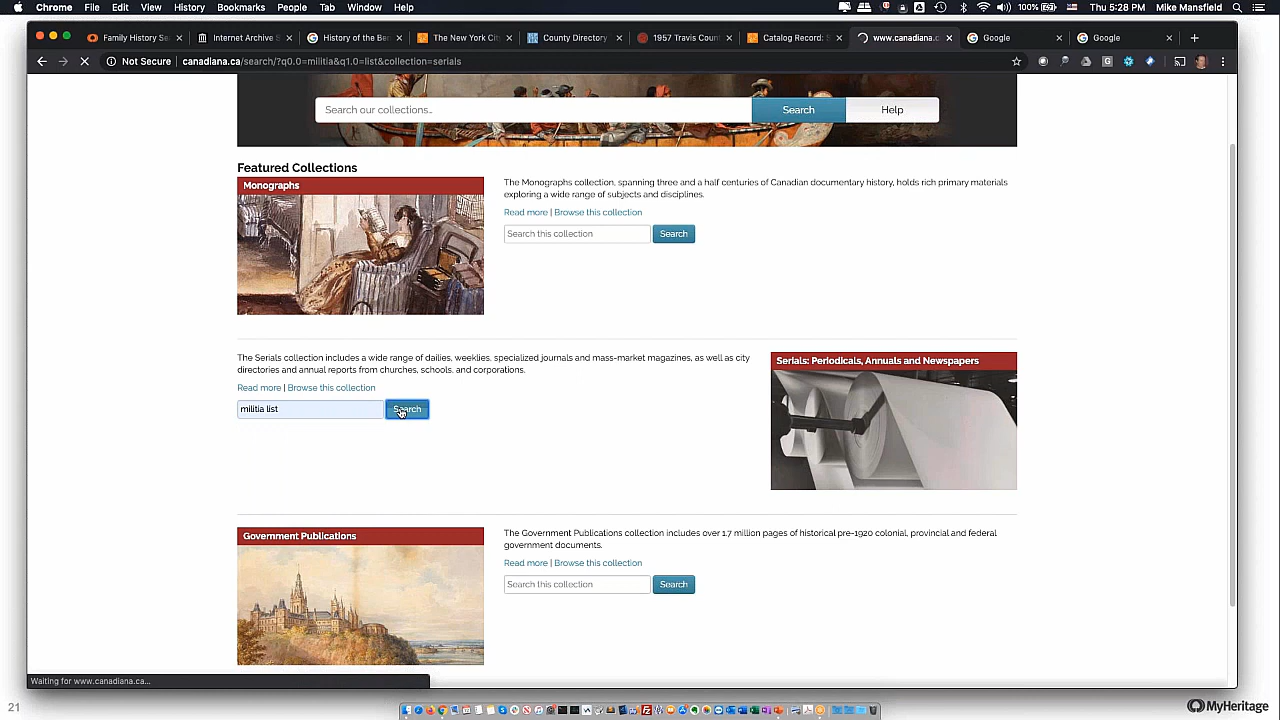 Chrome File Edit View History Bookmarks People Tab Window Help 100% Thu 5:28 PM Mike Mansfield
Family History Se Internet Archive S History of the Be The New York Cit County Directory 1957 Travis Coun Catalog Record: S www.canadiana.c Google Google
Not Secure | canadiana.ca/search/?q0.0=militia&q1.0=list&collection=serials
Search our collections... Search Help
Featured Collections
Monographs
The Monographs collection, spanning three and a half centuries of Canadian documentary history, holds rich primary materials
exploring a wide range of subjects and disciplines.
Read more | Browse this collection
Search this collection Search
The Serials collection includes a wide range of dailies, weeklies, specialized journals and mass-market magazines, as well as city
directories and annual reports from churches, schools, and corporations.
Read more | Browse this collection
militia list Search
Serials: Periodicals, Annuals and Newspapers
Government Publications
The Government Publications collection includes over 1.7 million pages of historical pre-1920 colonial, provincial and federal
government documents.
Read more | Browse this collection
Search this collection Search
Waiting for www.canadiana.ca...
21
MyHeritage